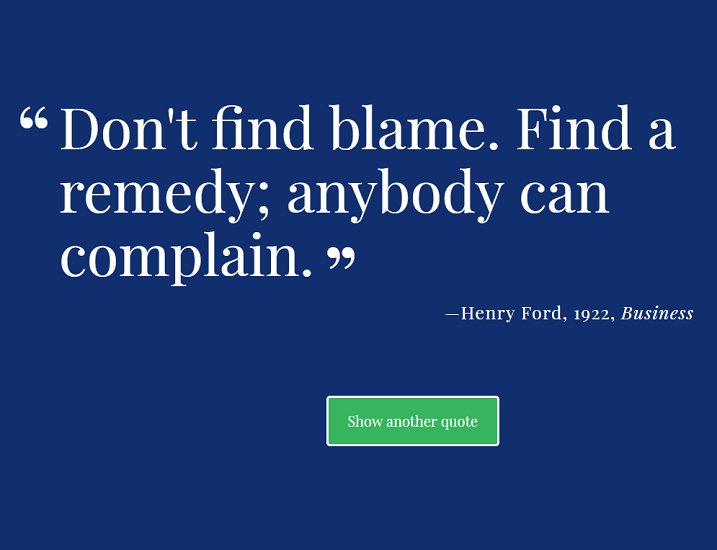 “ Don't find blame. Find a
remedy; anybody can
complain. ”
—Henry Ford, 1922, Business
Show another quote